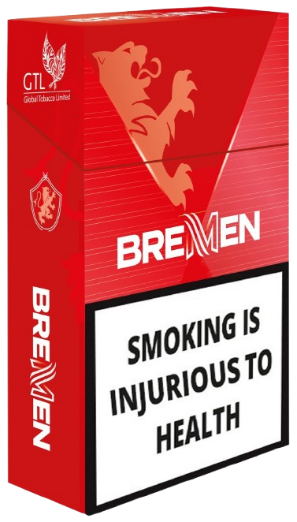 GTL
Global Tobacco Limited
BREMEN
BREMEN
SMOKING IS
INJURIOUS TO
HEALTH